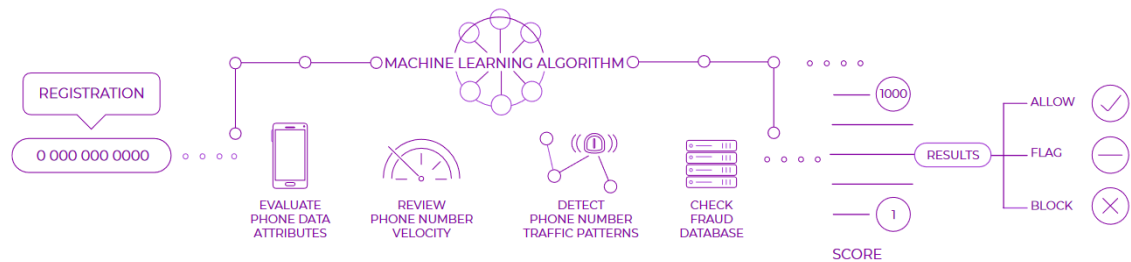 REGISTRATION
0 000 000 0000
MACHINE LEARNING ALGORITHM
EVALUATE
PHONE DATA
ATTRIBUTES
REVIEW
PHONE NUMBER
VELOCITY
DETECT
PHONE NUMBER
TRAFFIC PATTERNS
CHECK
FRAUD
DATABASE
1000
1
SCORE
RESULTS
ALLOW
FLAG
BLOCK